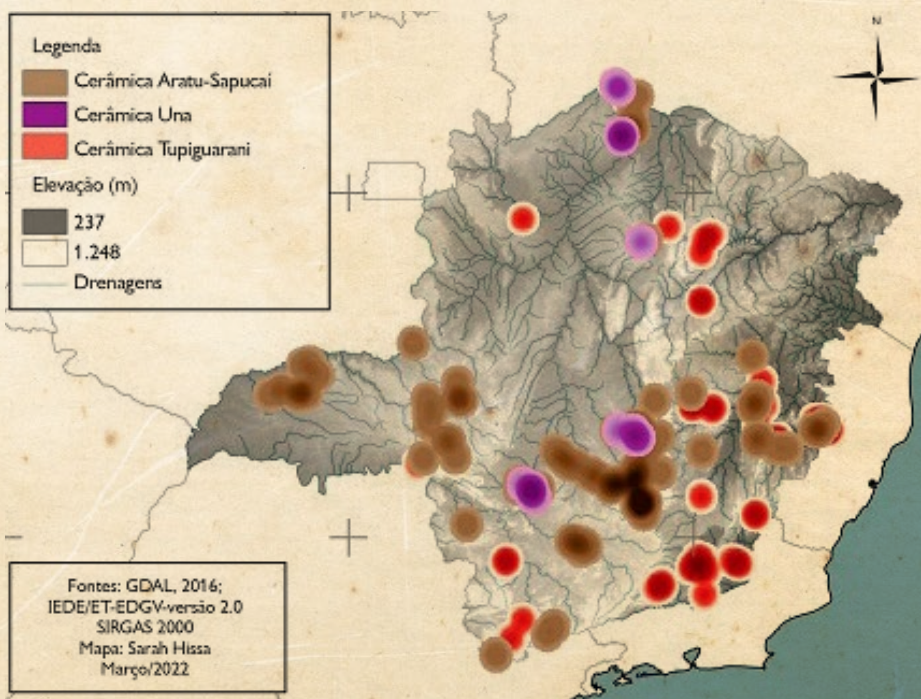 N
Legenda
Cerâmica Aratu-Sapucaí
Cerâmica Una
Cerâmica Tupiguarani
Elevação (m)
237
1.248
Drenagens
Fontes: GDAL, 2016;
IEDE/ET-EDGV-versão 2.0
SIRGAS 2000
Mapa: Sarah Hissa
Março/2022